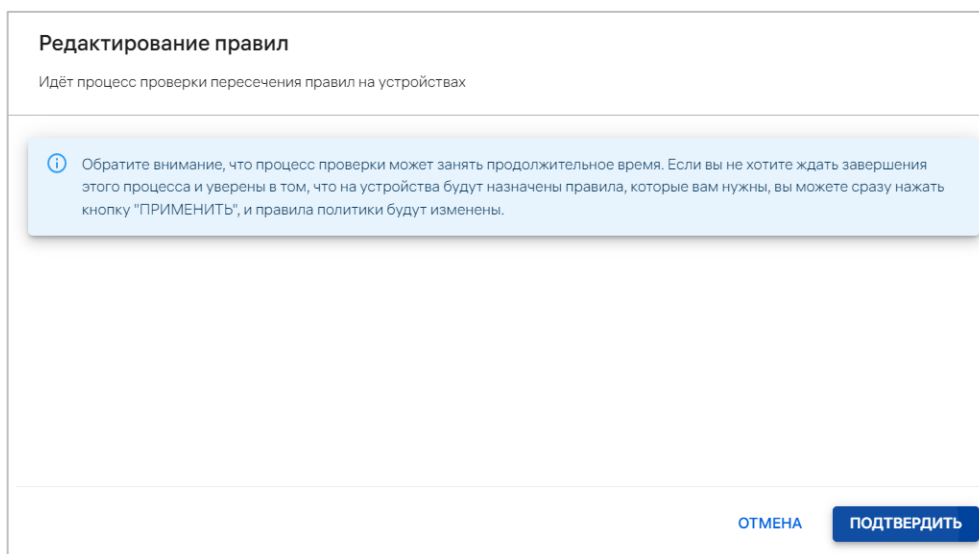 Редактирование правил
Идёт процесс проверки пересечения правил на устройствах
Обратите внимание, что процесс проверки может занять продолжительное время. Если вы не хотите ждать завершения
этого процесса и уверены в том, что на устройства будут назначены правила, которые вам нужны, вы можете сразу нажать
кнопку "ПРИМЕНИТЬ", и правила политики будут изменены.
ОТМЕНА ПОДТВЕРДИТЬ